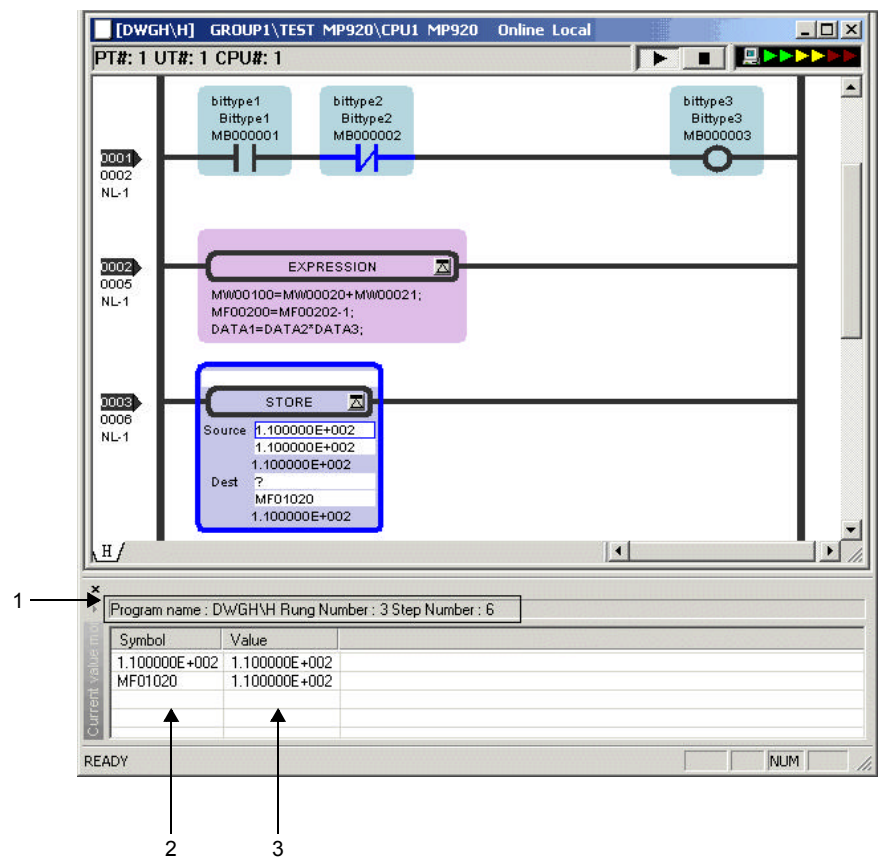 [DWGH\H] GROUP1\TEST MP920\CPU1 MP920 Online Local
PT#: 1 UT#: 1 CPU#: 1
bittype1
Bittype1
MB000001
bittype2
Bittype2
MB000002
bittype3
Bittype3
MB000003
0001
0002
NL-1
0002
0005
NL-1
EXPRESSION
MW00100=MW00020+MW00021;
MF00200=MF00202-1;
DATA1=DATA2*DATA3;
0003
0006
NL-1
STORE
Source 1.100000E+002
1.100000E+002
1.100000E+002
Dest ?
MF01020
1.100000E+002
H
1
Program name : DWGH\H Rung Number : 3 Step Number : 6
Current value mo
Symbol Value
1.100000E+002 1.100000E+002
MF01020 1.100000E+002
READY NUM
2 3